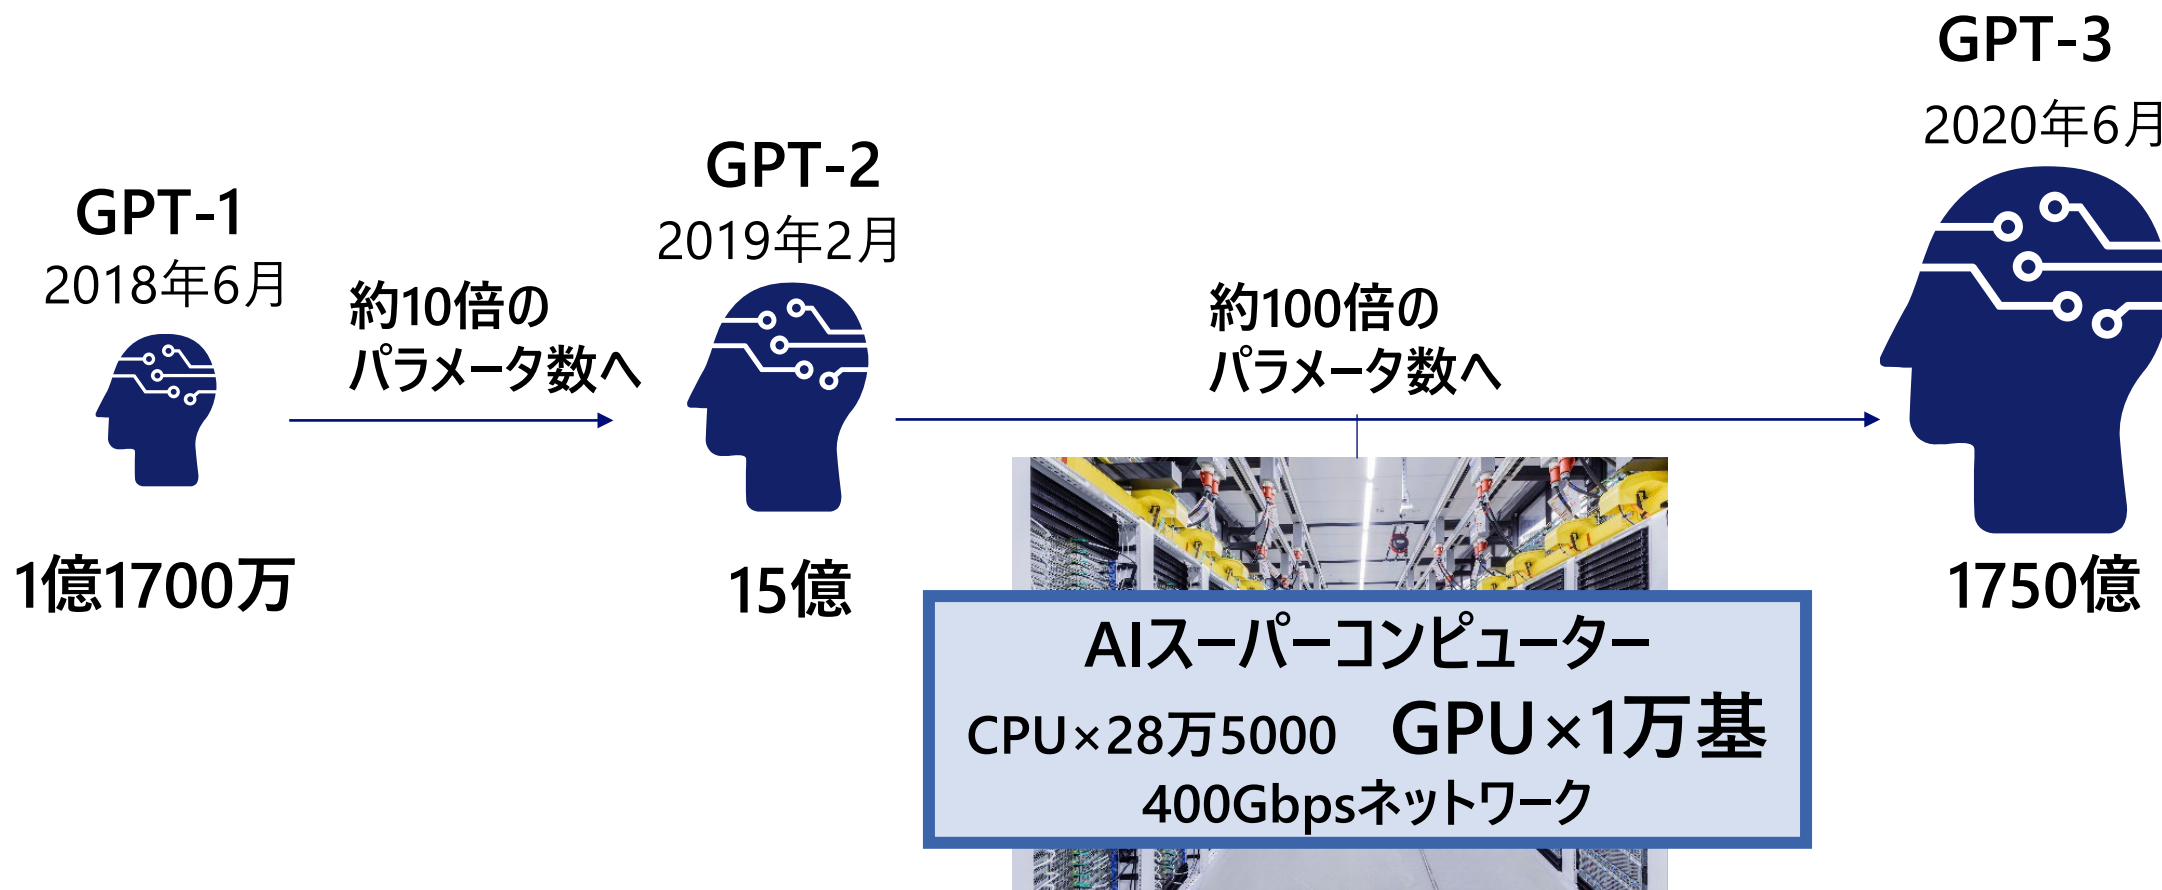 GPT-1
2018年6月
1億1700万
約10倍の
パラメータ数へ
GPT-2
2019年2月
15億
約100倍の
パラメータ数へ
AIスーパーコンピューター
CPU×28万5000 GPU×1万基
400Gbpsネットワーク
GPT-3
2020年6月
1750億